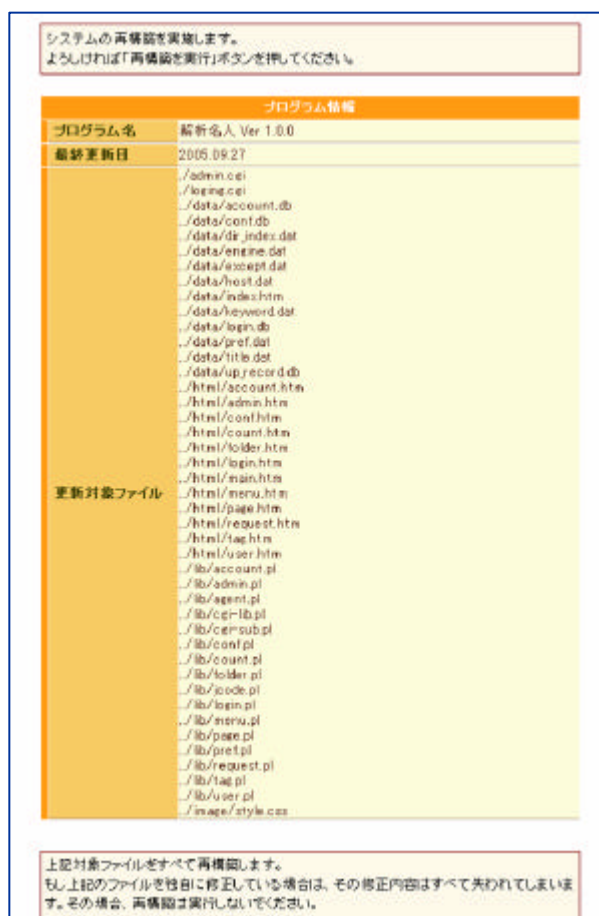 システムの再構築を実施します。
よろしければ「再構築を実行」ボタンを押してください。
プログラム情報
プログラム名 解析名人 Ver 1.0.0
最終更新日 2005.09.27
更新対象ファイル
./admin.cgi
./loging.cgi
../data/account.db
../data/conf.db
../data/dir_index.dat
../data/engine.dat
../data/except.dat
../data/host.dat
../data/index.htm
../data/keyword.dat
../data/login.db
../data/pref.dat
../data/title.dat
../data/up_record.db
../html/account.htm
../html/admin.htm
../html/conf.htm
../html/count.htm
../html/folder.htm
../html/login.htm
../html/main.htm
../html/menu.htm
../html/page.htm
../html/request.htm
../html/tag.htm
../html/user.htm
../lib/account.pl
../lib/admin.pl
../lib/agent.pl
../lib/cgi-lib.pl
../lib/cgi-sub.pl
../lib/conf.pl
../lib/count.pl
../lib/folder.pl
../lib/jcode.pl
../lib/login.pl
../lib/menu.pl
../lib/page.pl
../lib/pref.pl
../lib/request.pl
../lib/tag.pl
../lib/user.pl
../image/style.css
上記対象ファイルをすべて再構築します。
もし上記のファイルを独自に修正している場合は、その修正内容はすべて失われてしまいま
す。その場合、再構築は実行しないでください。